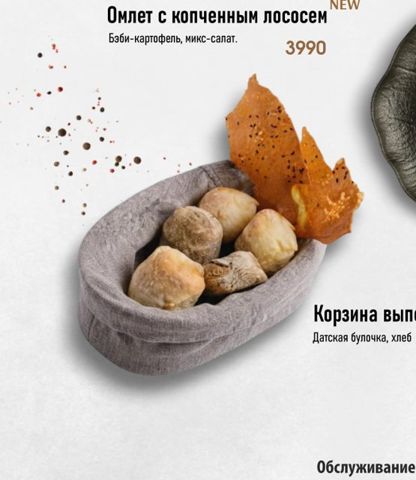 NEW
Омлет с копченным лососем
Бэби-картофель, микс-салат.
3990
Корзина вып
Датская булочка, хлеб
Обслуживание